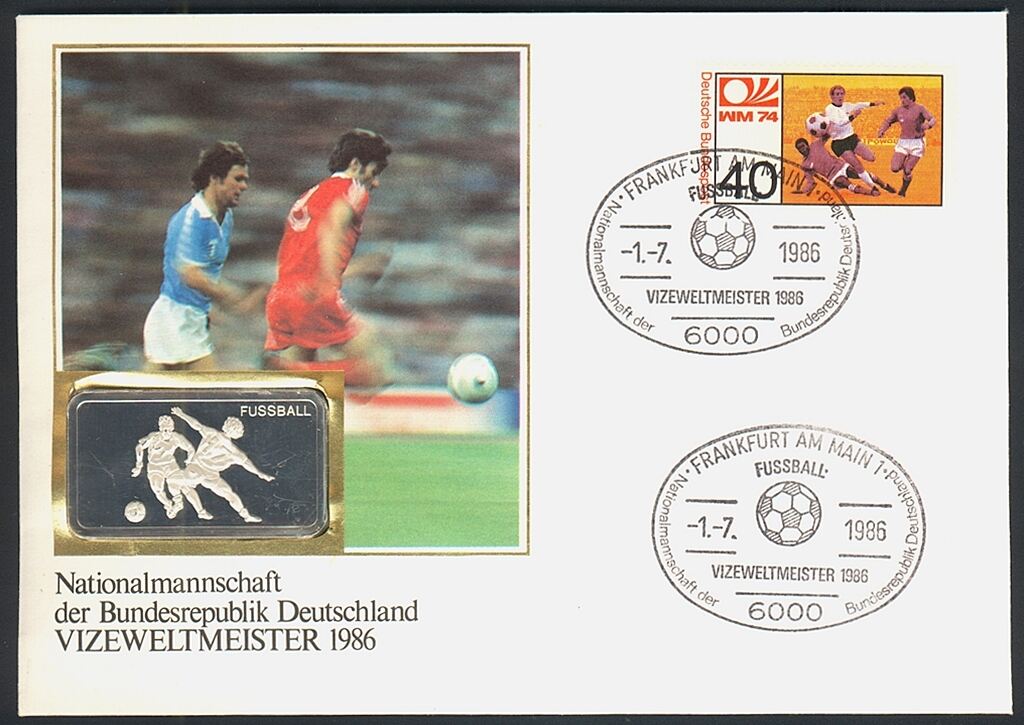 FUSSBALL
Nationalmannschaft
der Bundesrepublik Deutschland
VIZEWELTMEISTER 1986
Deutsche Bundespost
WM 74
40
FRANKFURT AM MAIN 1
FUSSBALL
-1.-7. 1986
VIZEWELTMEISTER 1986
6000
Nationalmannschaft der Bundesrepublik Deutschland
FRANKFURT AM MAIN 1
FUSSBALL
-1.-7. 1986
VIZEWELTMEISTER 1986
6000
Nationalmannschaft der Bundesrepublik Deutschland